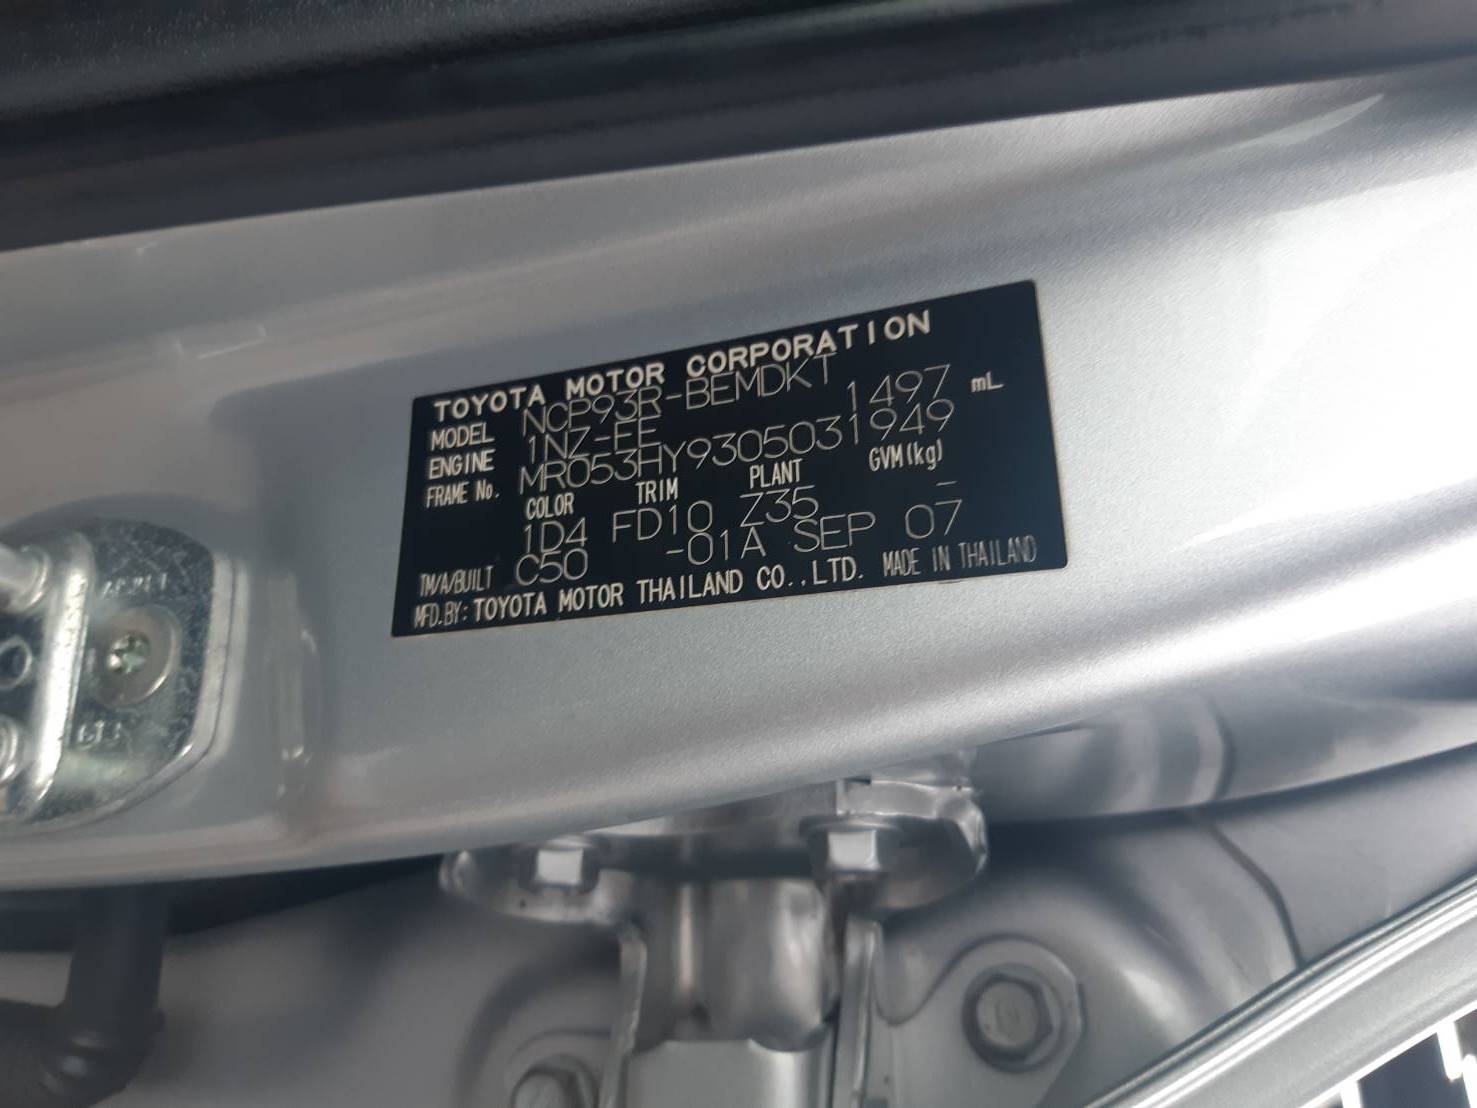 TOYOTA MOTOR CORPORATION
MODEL NCP93R-BEMDKT
ENGINE 1NZ-FE 1497 mL
FRAME No. MR053HY9305031949
COLOR TRIM PLANT GVM(kg)
1D4 FD10 Z35 -
TM/A/BUILT C50 -01A SEP 07
MFD.BY: TOYOTA MOTOR THAILAND CO.,LTD. MADE IN THAILAND